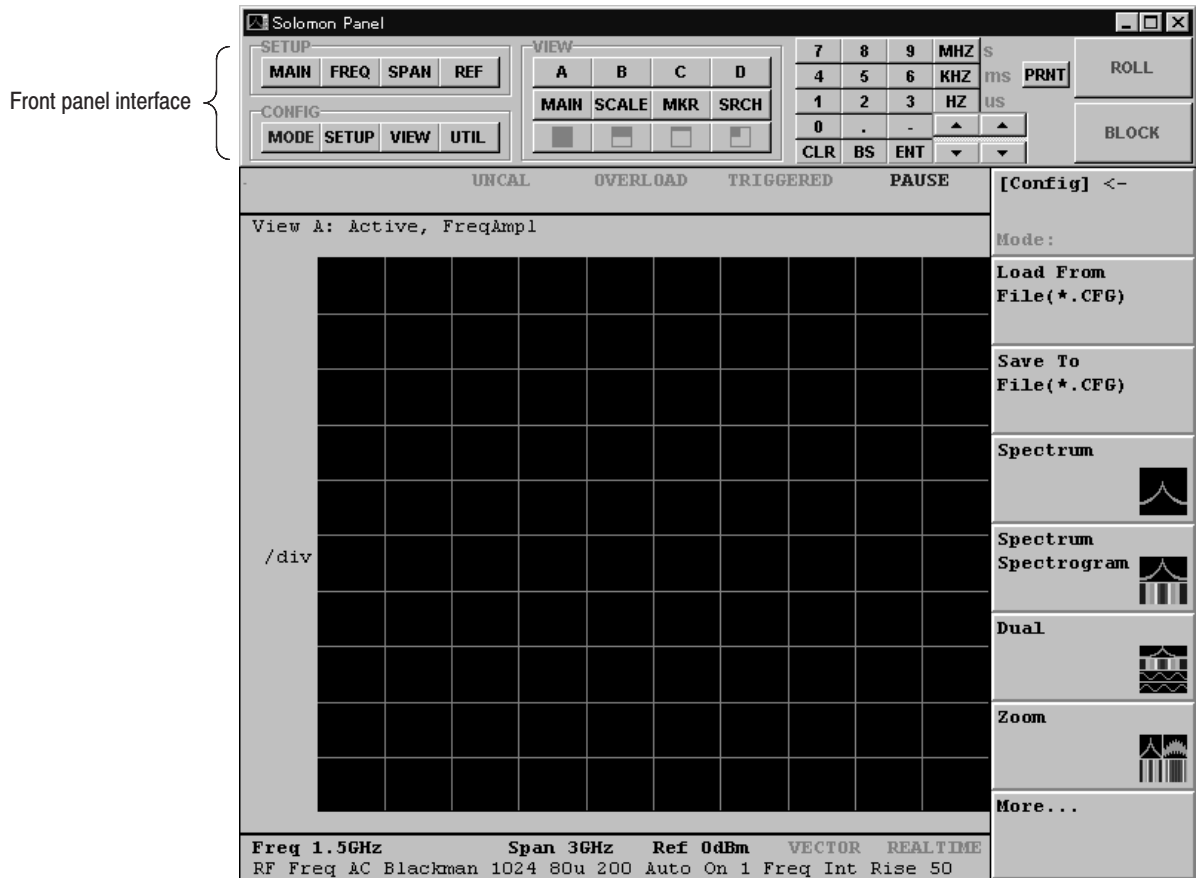 Solomon Panel
Front panel interface
SETUP
MAIN FREQ SPAN REF
CONFIG
MODE SETUP VIEW UTIL
VIEW
A B C D
MAIN SCALE MKR SRCH
7 8 9 MHZ s
4 5 6 KHZ ms PRNT
1 2 3 HZ us
0 . -
CLR BS ENT
ROLL
BLOCK
UNCAL OVERLOAD TRIGGERED PAUSE
View A: Active, FreqAmpl
/div
[Config] <-
Mode:
Load From
File(*.CFG)
Save To
File(*.CFG)
Spectrum
Spectrum
Spectrogram
Dual
Zoom
More...
Freq 1.5GHz Span 3GHz Ref 0dBm VECTOR REALTIME
RF Freq AC Blackman 1024 80u 200 Auto On 1 Freq Int Rise 50